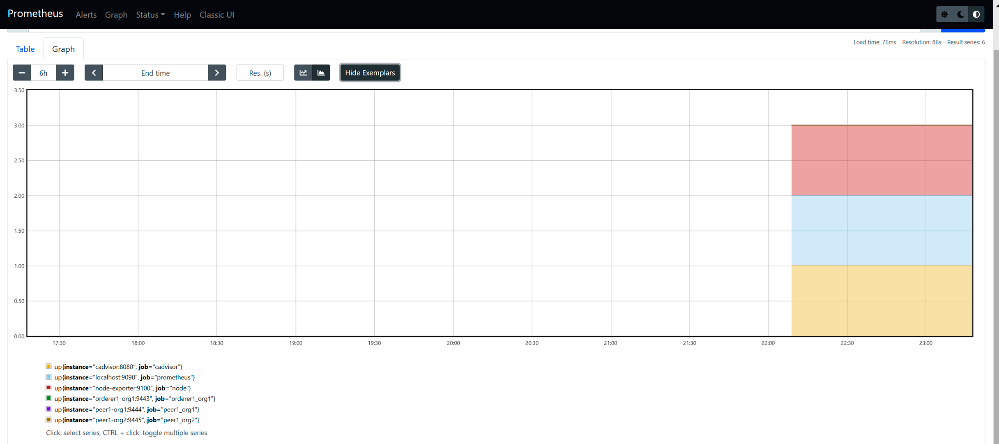 Prometheus Alerts Graph Status Help Classic UI
Load time: 76ms Resolution: 86s Result series: 6
Table Graph
6h End time Res. (s) Hide Exemplars
3.50
3.00
2.50
2.00
1.50
1.00
0.50
0.00
17:30 18:00 18:30 19:00 19:30 20:00 20:30 21:00 21:30 22:00 22:30 23:00
up{instance="cadvisor:8080", job="cadvisor"}
up{instance="localhost:9090", job="prometheus"}
up{instance="node-exporter:9100", job="node"}
up{instance="orderer1-org1:9443", job="orderer1_org1"}
up{instance="peer1-org1:9444", job="peer1_org1"}
up{instance="peer1-org2:9445", job="peer1_org2"}
Click: select series, CTRL + click: toggle multiple series